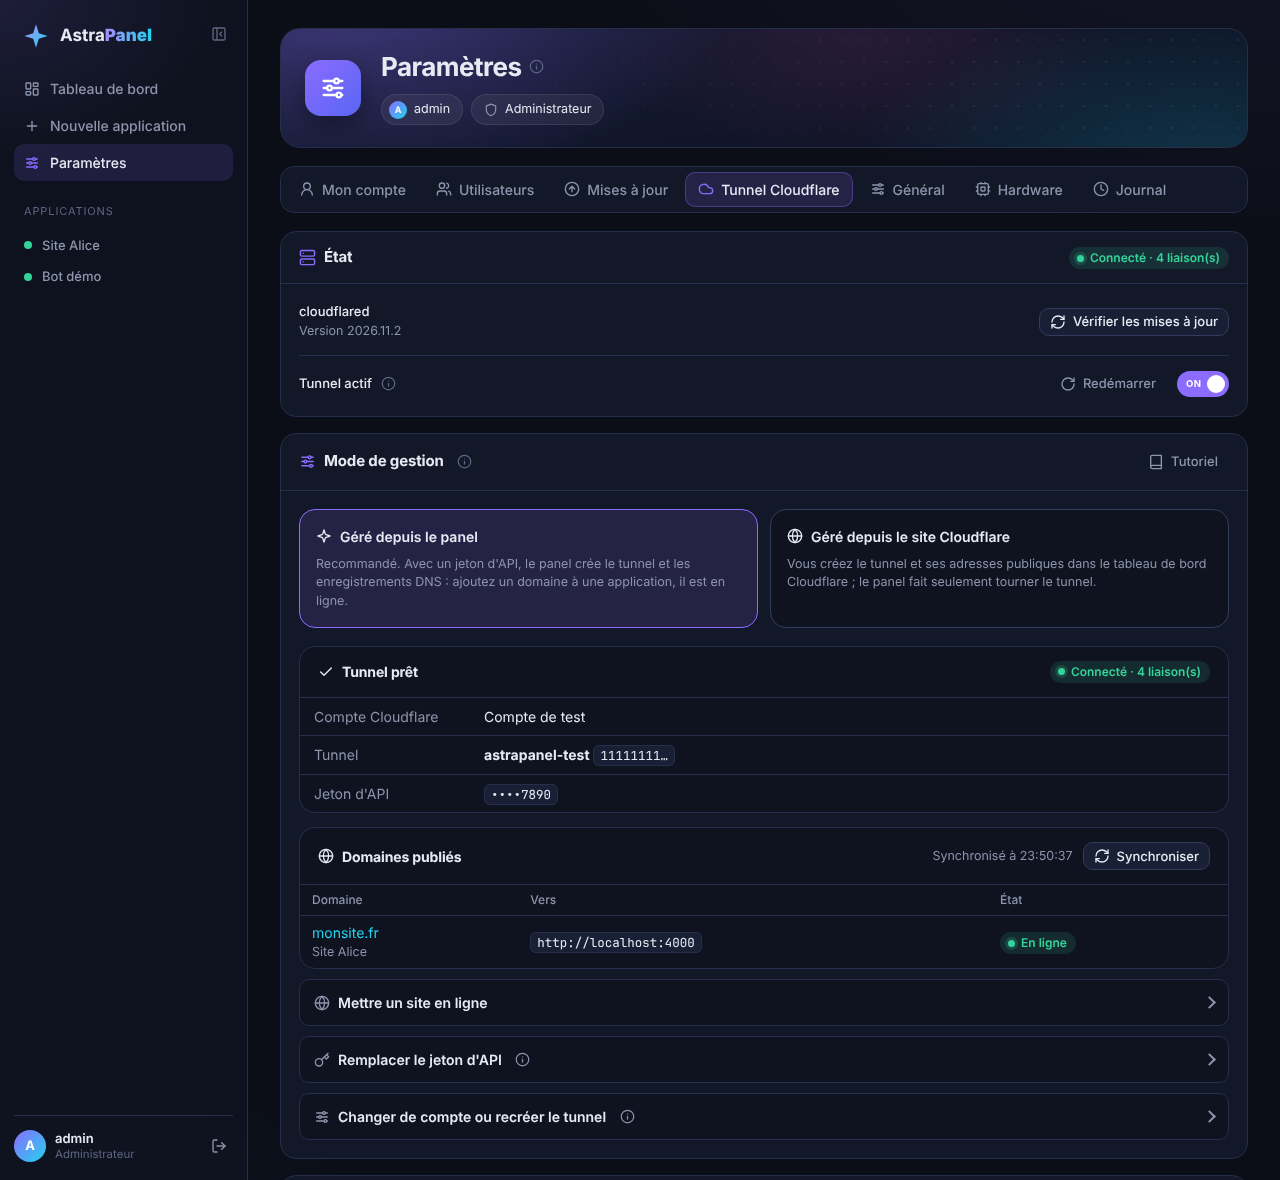 AstraPanel
Tableau de bord
Nouvelle application
Paramètres
APPLICATIONS
Site Alice
Bot démo
A
admin
Administrateur
Paramètres
A admin
Administrateur
Mon compte
Utilisateurs
Mises à jour
Tunnel Cloudflare
Général
Hardware
Journal
État
Connecté · 4 liaison(s)
cloudflared
Version 2026.11.2
Vérifier les mises à jour
Tunnel actif
Redémarrer
ON
Mode de gestion
Tutoriel
Géré depuis le panel
Recommandé. Avec un jeton d'API, le panel crée le tunnel et les
enregistrements DNS : ajoutez un domaine à une application, il est en
ligne.
Géré depuis le site Cloudflare
Vous créez le tunnel et ses adresses publiques dans le tableau de bord
Cloudflare ; le panel fait seulement tourner le tunnel.
Tunnel prêt
Connecté · 4 liaison(s)
Compte Cloudflare
Compte de test
Tunnel
astrapanel-test 11111111…
Jeton d'API
••••7890
Domaines publiés
Synchronisé à 23:50:37
Synchroniser
Domaine
Vers
État
monsite.fr
Site Alice
http://localhost:4000
En ligne
Mettre un site en ligne
Remplacer le jeton d'API
Changer de compte ou recréer le tunnel